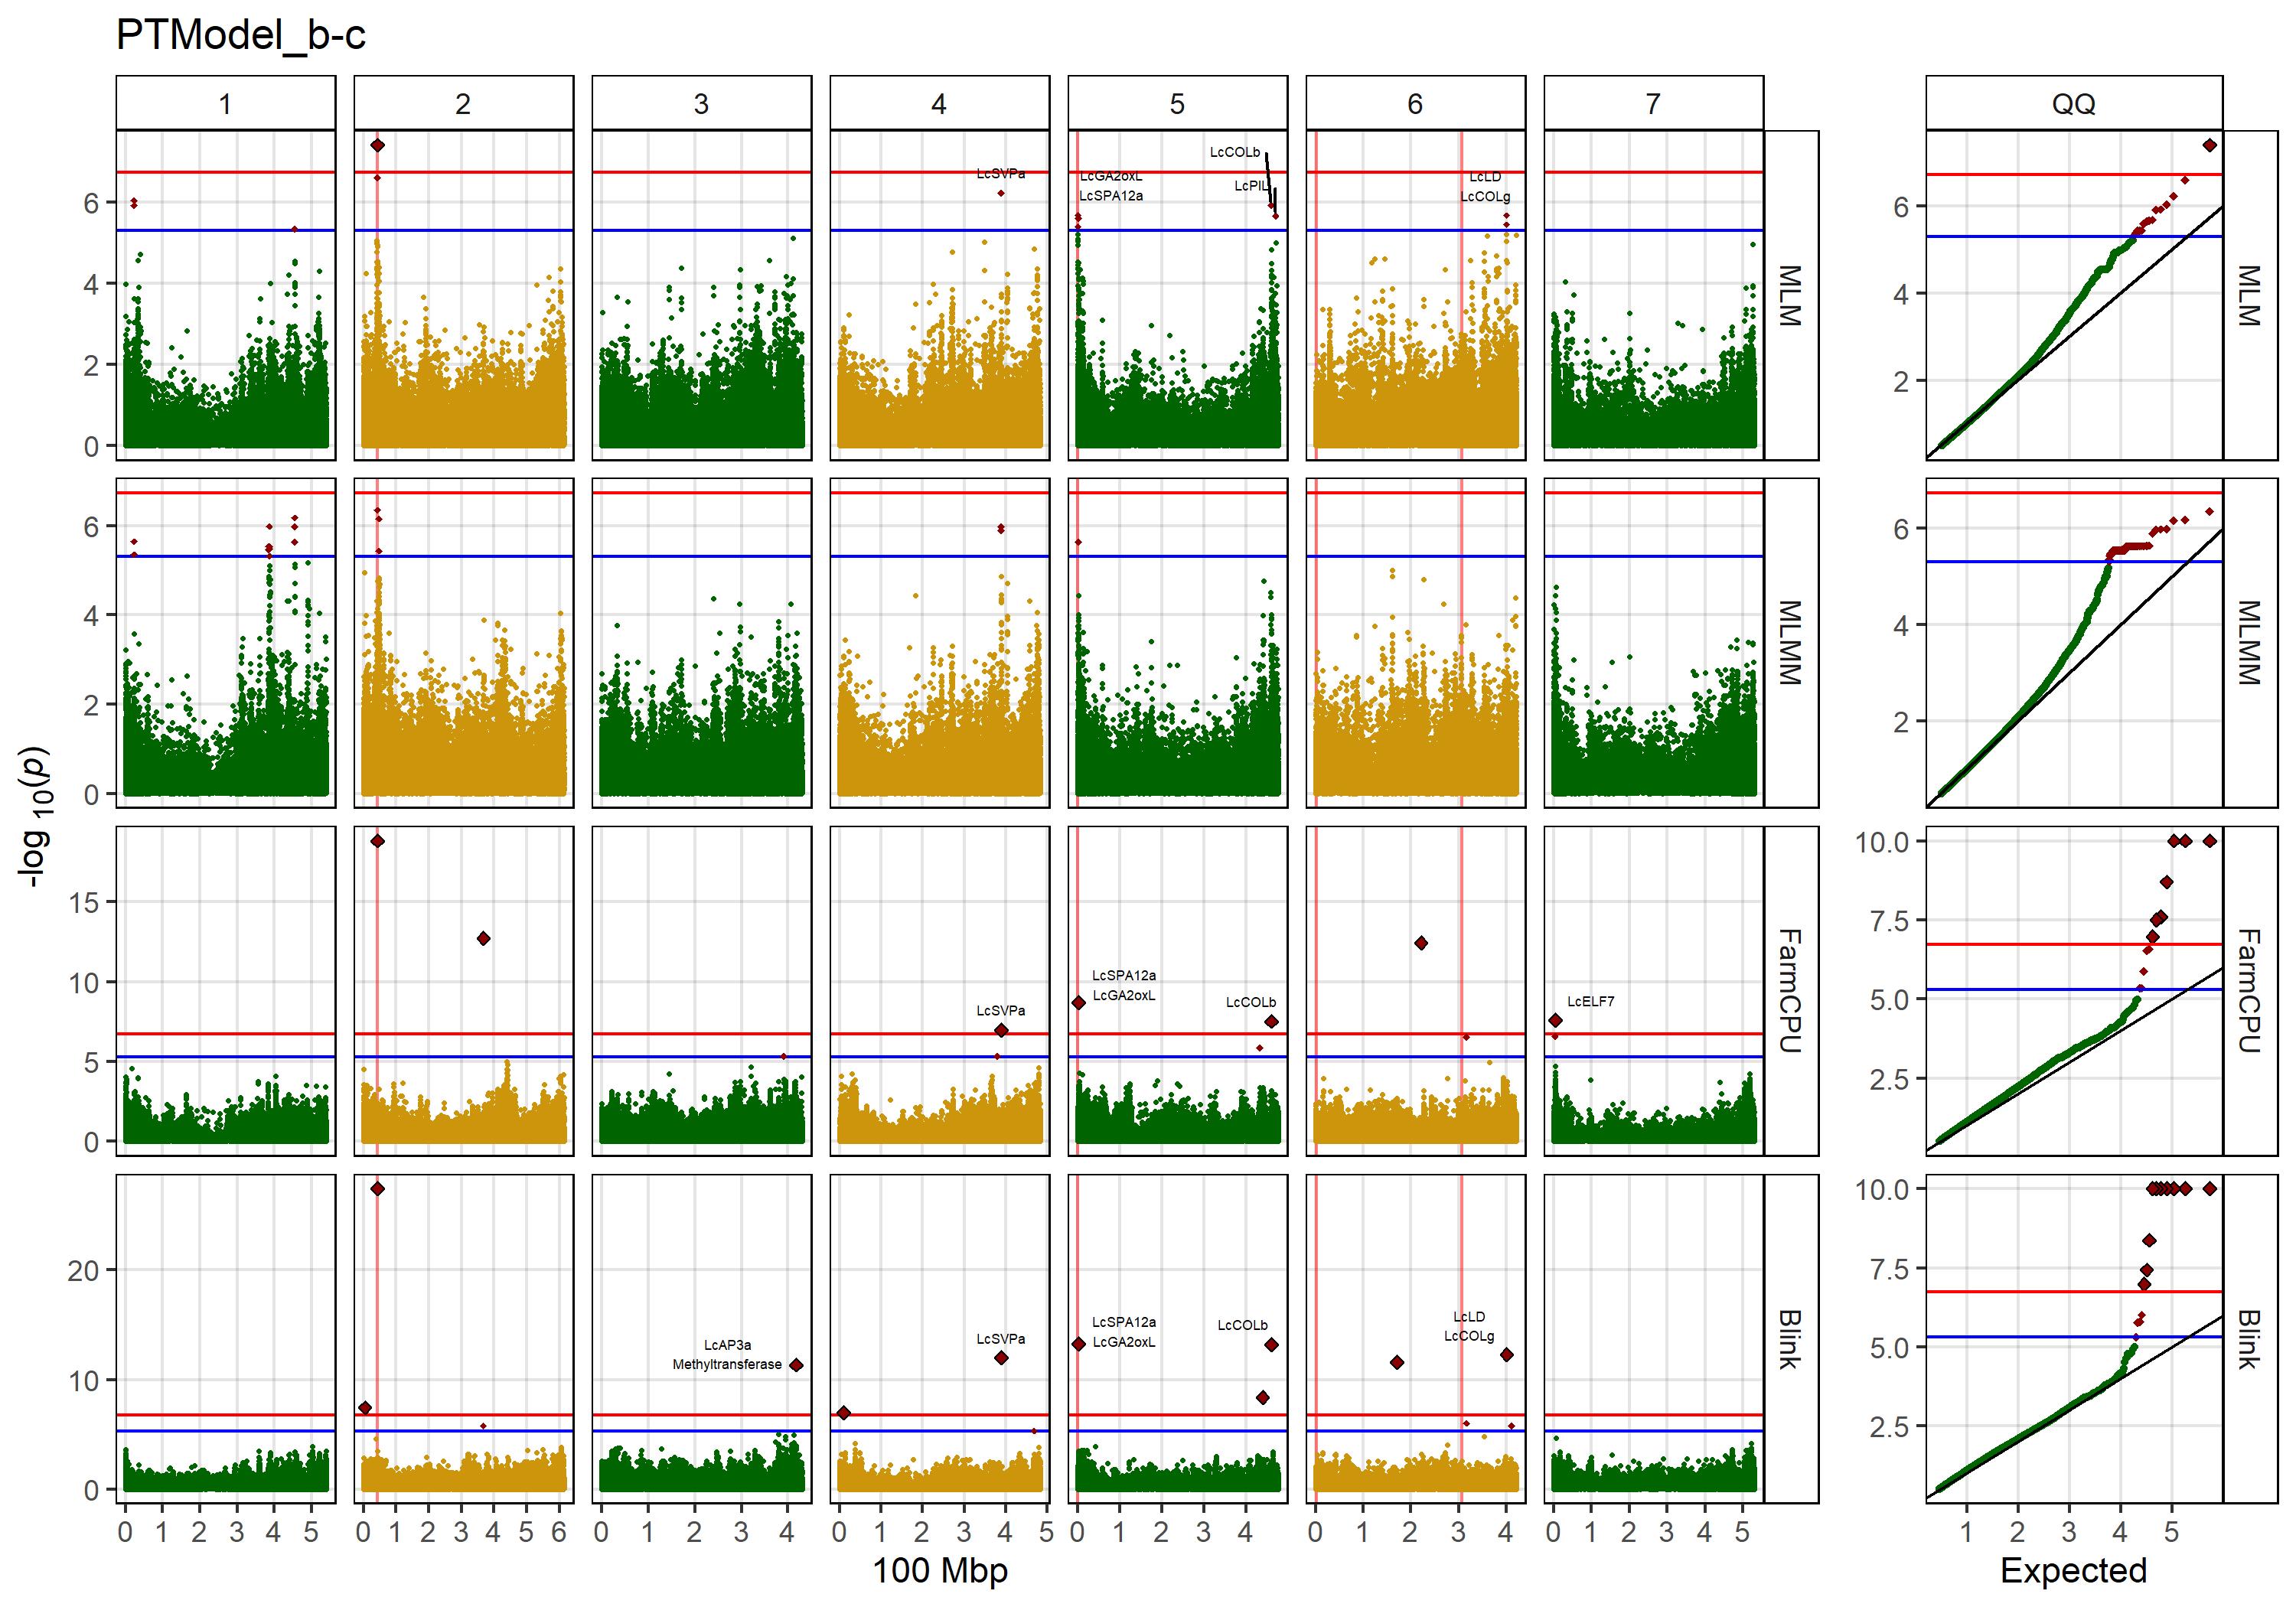 PTModel_b-c
1 2 3 4 5 6 7 QQ
LcCOLb
LcSVPa LcGA2oxL LcPIL LcLD
LcSPA12a LcCOLg
6
4
2
0
6
4
2
MLM MLM
6
4
2
0
6
4
2
MLMM MLMM
-log 10(p)
15
10
5
0
10.0
7.5
5.0
2.5
LcSPA12a
LcSVPa LcGA2oxL LcCOLb LcELF7
FarmCPU FarmCPU
20
10
0
10.0
7.5
5.0
2.5
LcAP3a LcSVPa LcSPA12a LcCOLb LcLD
Methyltransferase LcGA2oxL LcCOLg
Blink Blink
0 1 2 3 4 5 0 1 2 3 4 5 6 0 1 2 3 4 0 1 2 3 4 5 0 1 2 3 4 0 1 2 3 4 0 1 2 3 4 5 1 2 3 4 5
100 Mbp Expected